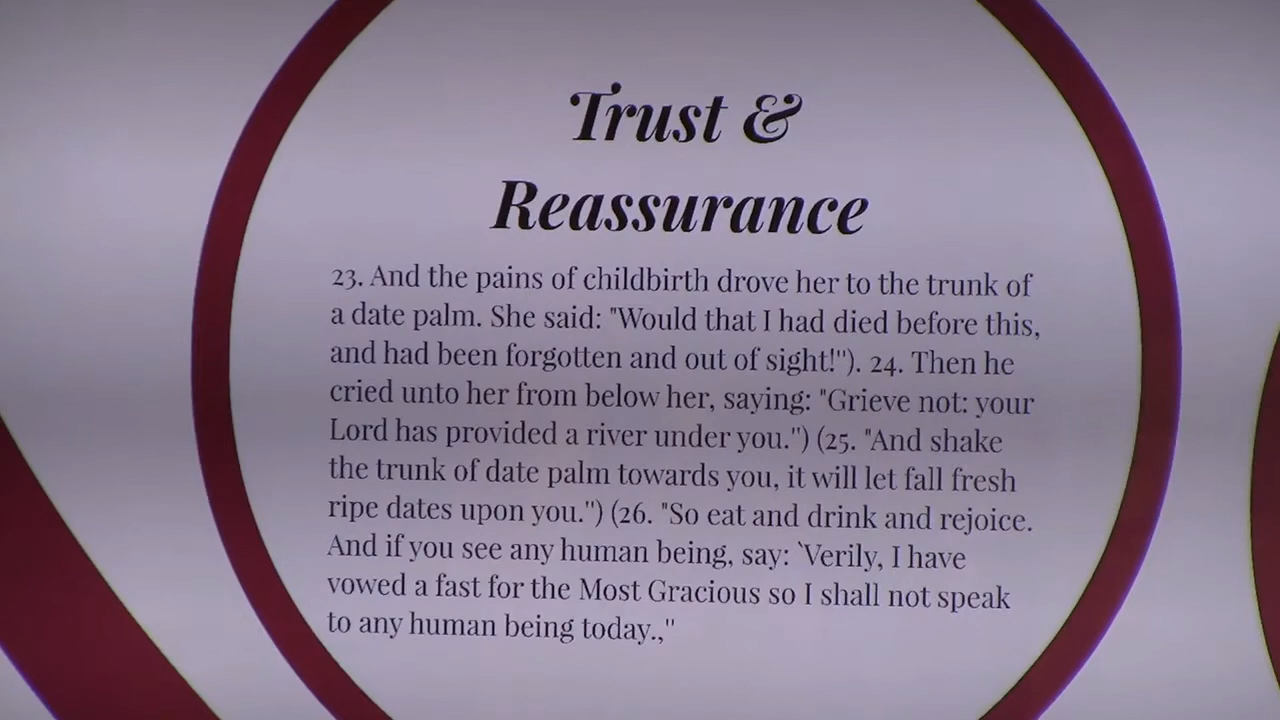 Trust &
Reassurance
23. And the pains of childbirth drove her to the trunk of
a date palm. She said: "Would that I had died before this,
and had been forgotten and out of sight!"). 24. Then he
cried unto her from below her, saying: "Grieve not: your
Lord has provided a river under you.") (25. "And shake
the trunk of date palm towards you, it will let fall fresh
ripe dates upon you.") (26. "So eat and drink and rejoice.
And if you see any human being, say: `Verily, I have
vowed a fast for the Most Gracious so I shall not speak
to any human being today.,"